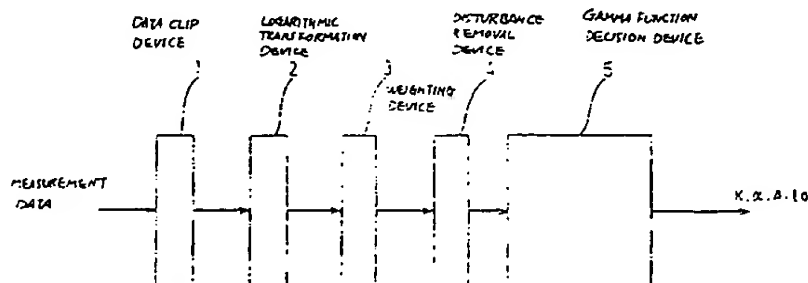 DATA CLIP
DEVICE
LOGARITHMIC
TRANSFORMATION
DEVICE
DISTURBANCE
REMOVAL
DEVICE
GAMMA FUNCTION
DECISION DEVICE
1
2
3
4
5
WEIGHTING
DEVICE
MEASUREMENT
DATA
K.α.Δ.t0